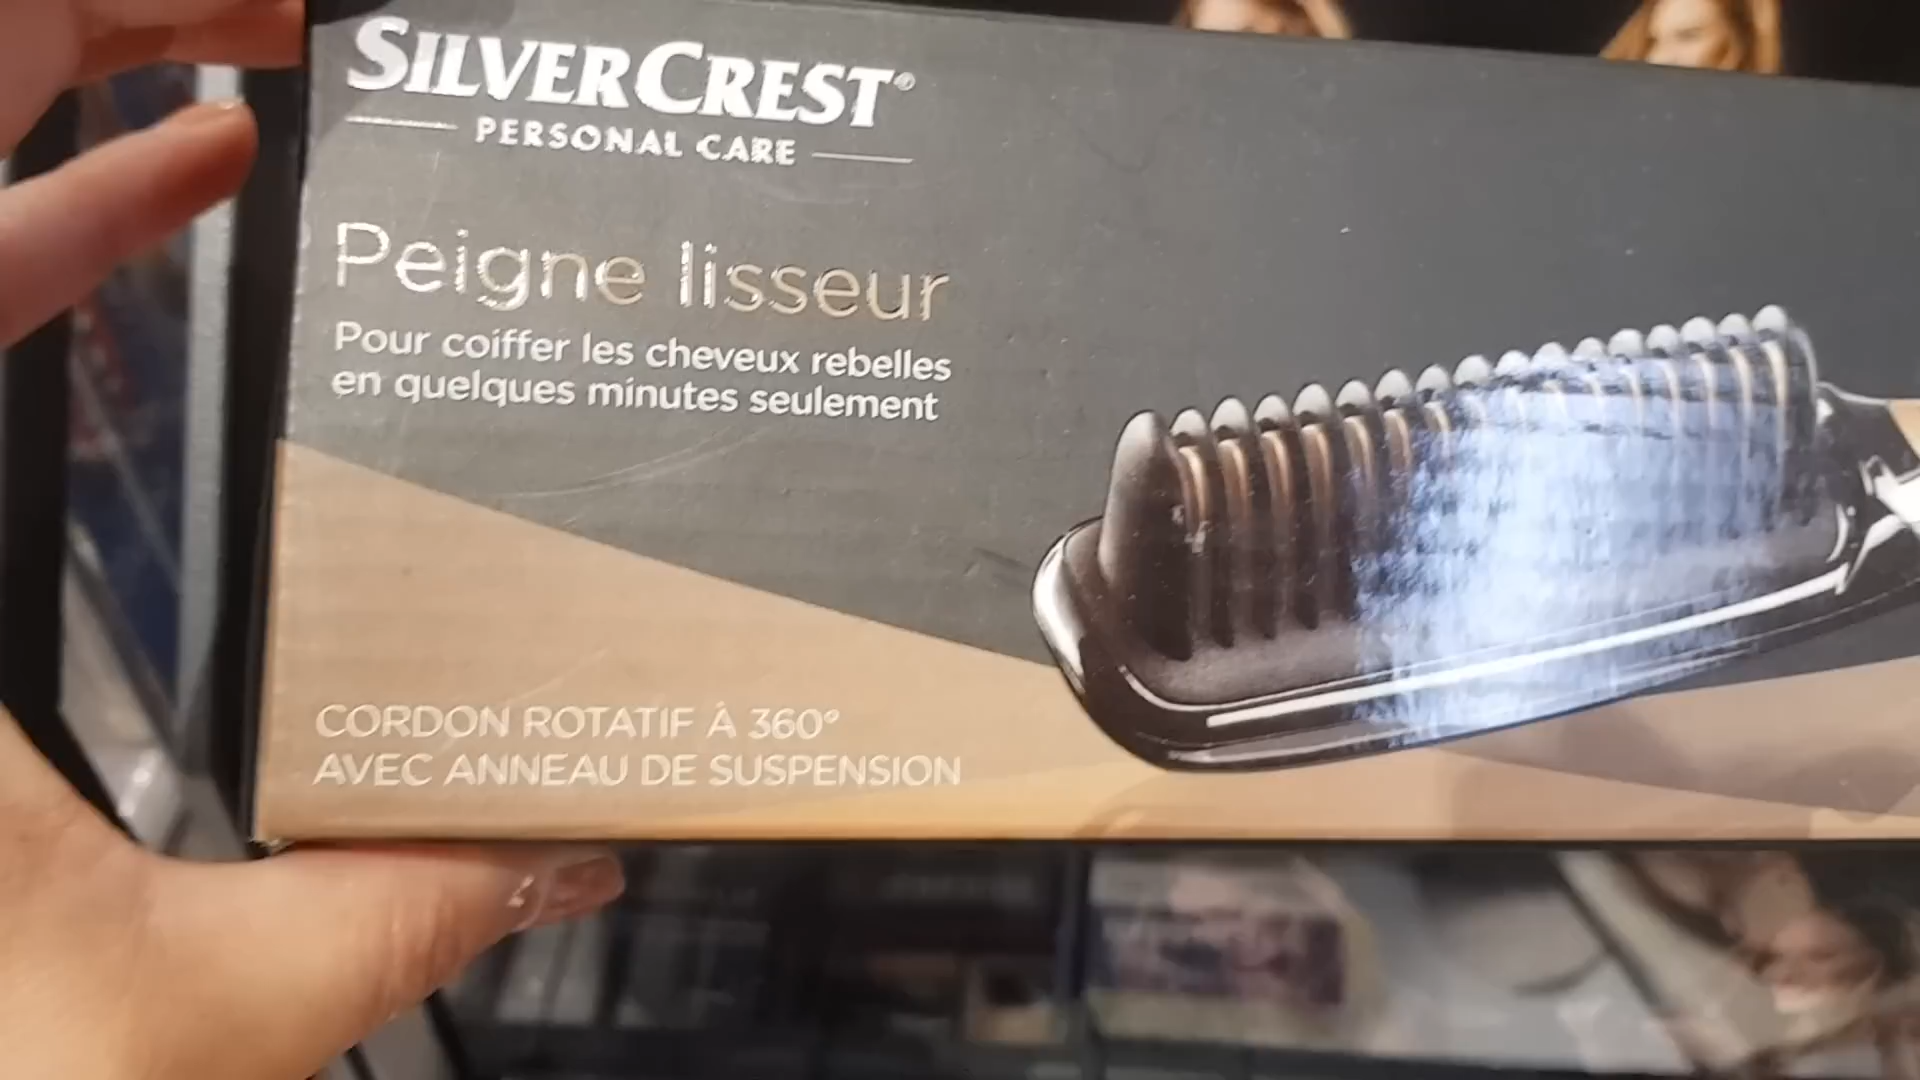 SILVERCREST®
PERSONAL CARE
Peigne lisseur
Pour coiffer les cheveux rebelles
en quelques minutes seulement
CORDON ROTATIF À 360°
AVEC ANNEAU DE SUSPENSION